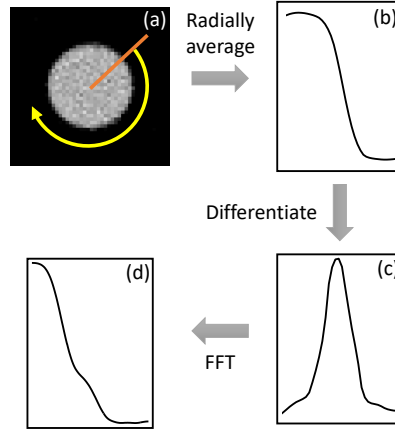 (a)
Radially
average
(b)
Differentiate
(c)
FFT
(d)